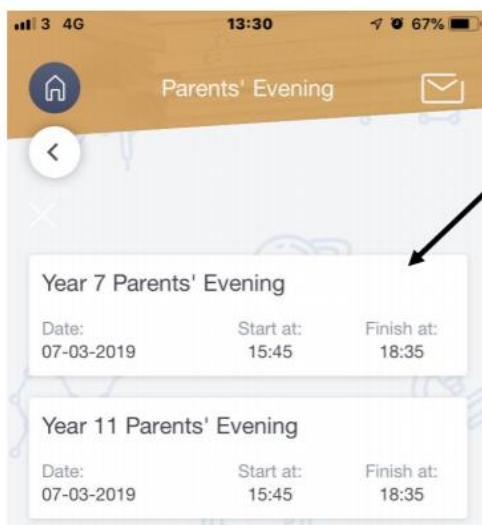 3 4G 13:30 67%
Parents' Evening
Year 7 Parents' Evening
Date: Start at: Finish at:
07-03-2019 15:45 18:35
Year 11 Parents' Evening
Date: Start at: Finish at:
07-03-2019 15:45 18:35